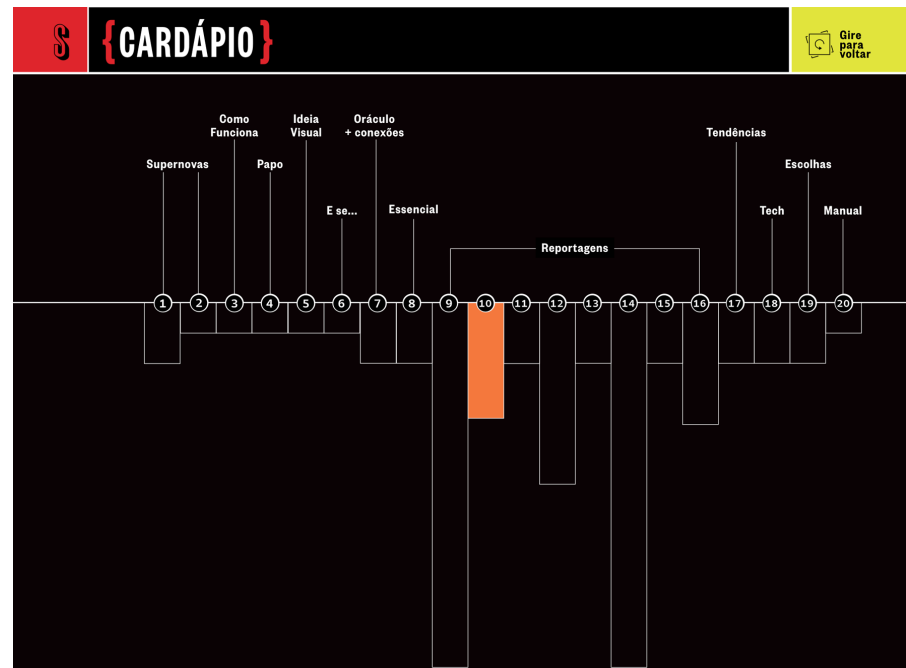 S
{CARDÁPIO}
Gire
para
voltar
Como
Funciona
Ideia
Visual
Oráculo
+ conexões
Tendências
Supernovas
Papo
Escolhas
E se...
Essencial
Tech
Manual
Reportagens
1 2 3 4 5 6 7 8 9 10 11 12 13 14 15 16 17 18 19 20